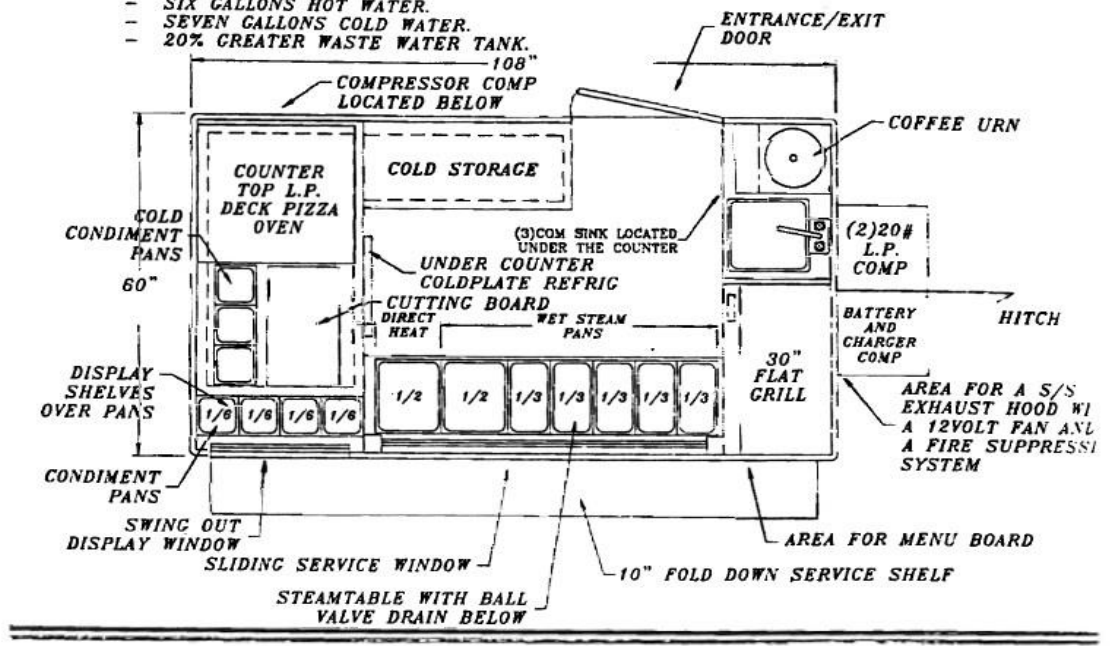 - SIX GALLONS HOT WATER.
- SEVEN GALLONS COLD WATER.
- 20% GREATER WASTE WATER TANK.
108"
ENTRANCE/EXIT
DOOR
COMPRESSOR COMP
LOCATED BELOW
COFFEE URN
COUNTER
TOP L.P.
DECK PIZZA
OVEN
COLD STORAGE
COLD
CONDIMENT
PANS
60"
(3)COM SINK LOCATED
UNDER THE COUNTER
(2)20#
L.P.
COMP
UNDER COUNTER
COLDPLATE REFRIG
CUTTING BOARD
DIRECT
HEAT
WET STEAM
PANS
HITCH
BATTERY
AND
CHARGER
COMP
30"
FLAT
GRILL
DISPLAY
SHELVES
OVER PANS
1/6 1/6 1/6 1/6
1/2 1/2 1/3 1/3 1/3 1/3 1/3
AREA FOR A S/S
EXHAUST HOOD WI
A 12VOLT FAN AND
A FIRE SUPPRESSI
SYSTEM
CONDIMENT
PANS
SWING OUT
DISPLAY WINDOW
SLIDING SERVICE WINDOW
AREA FOR MENU BOARD
10" FOLD DOWN SERVICE SHELF
STEAMTABLE WITH BALL
VALVE DRAIN BELOW